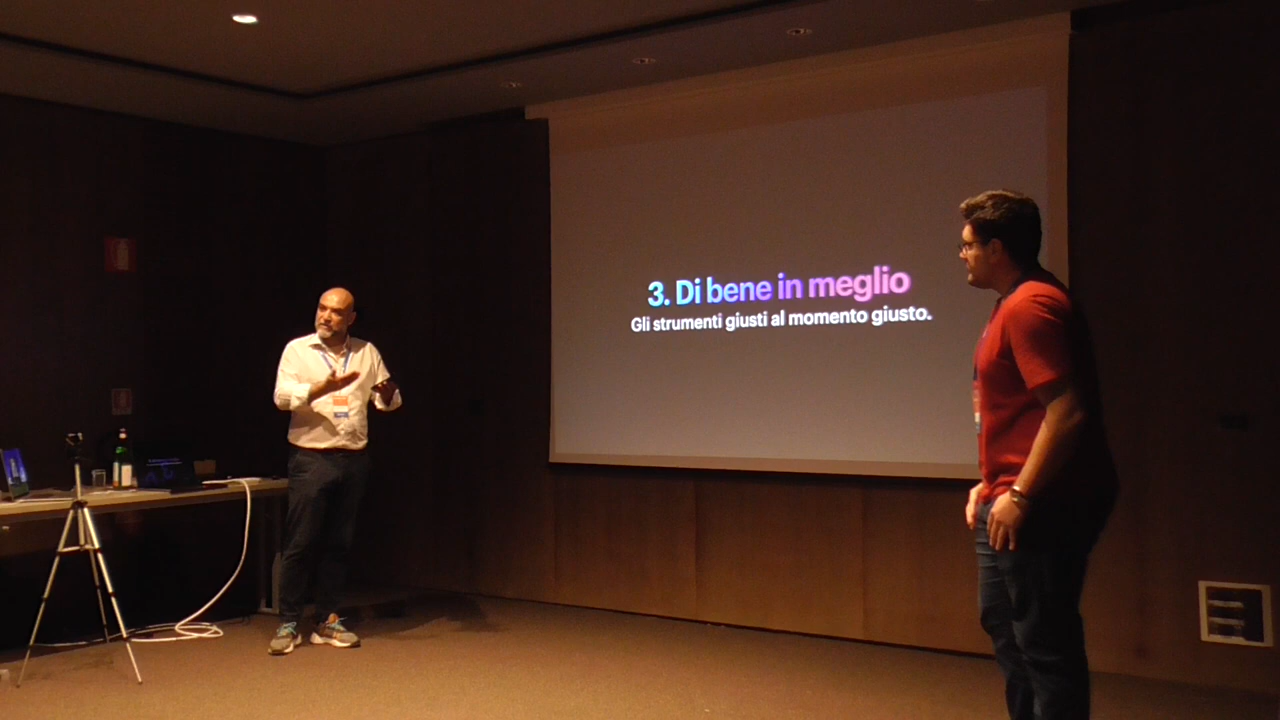 3. Di bene in meglio
Gli strumenti giusti al momento giusto.